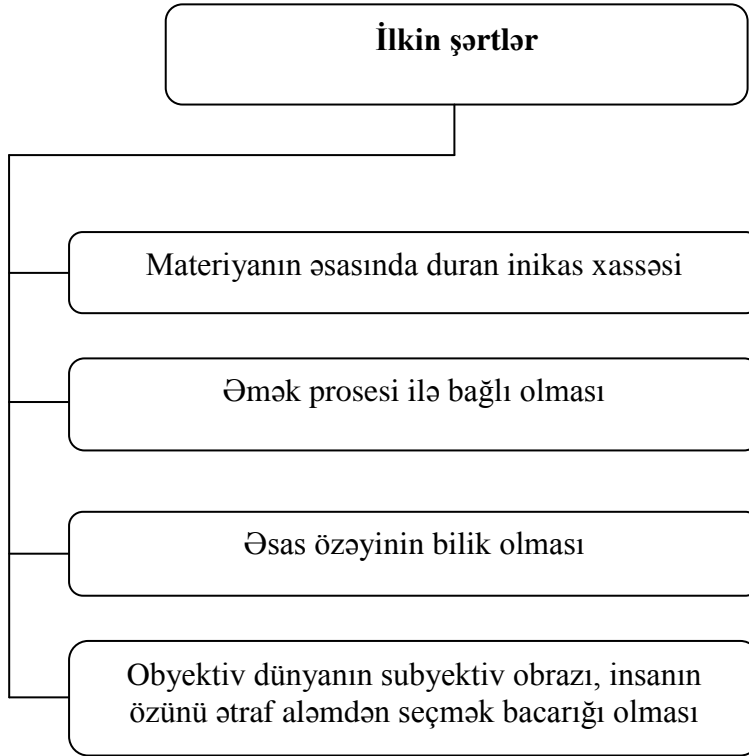 İlkin şərtlər
Materiyanın əsasında duran inikas xassəsi
Əmək prosesi ilə bağlı olması
Əsas özəyinin bilik olması
Obyektiv dünyanın subyektiv obrazı, insanın
özünü ətraf aləmdən seçmək bacarığı olması